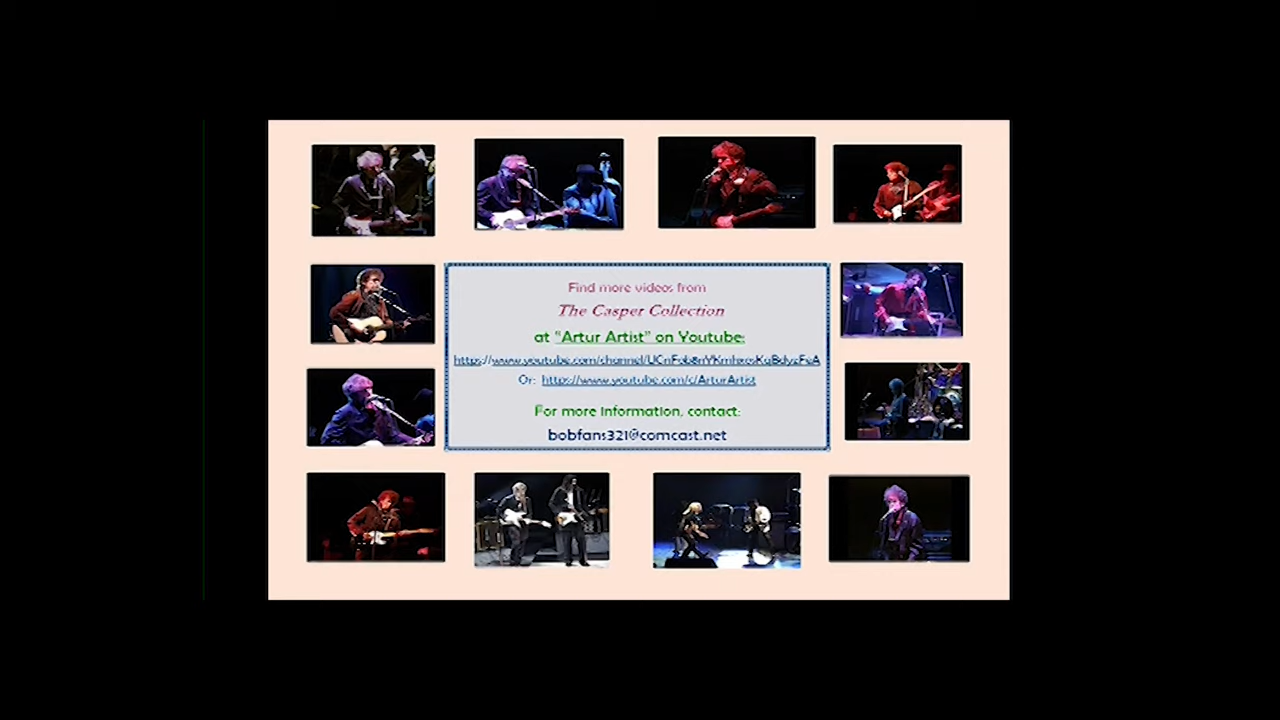 Find more videos from
The Casper Collection
at "Artur Artist" on Youtube:
Or: https://www.youtube.com/c/ArturArtist
For more information, contact:
bobfans321@comcast.net